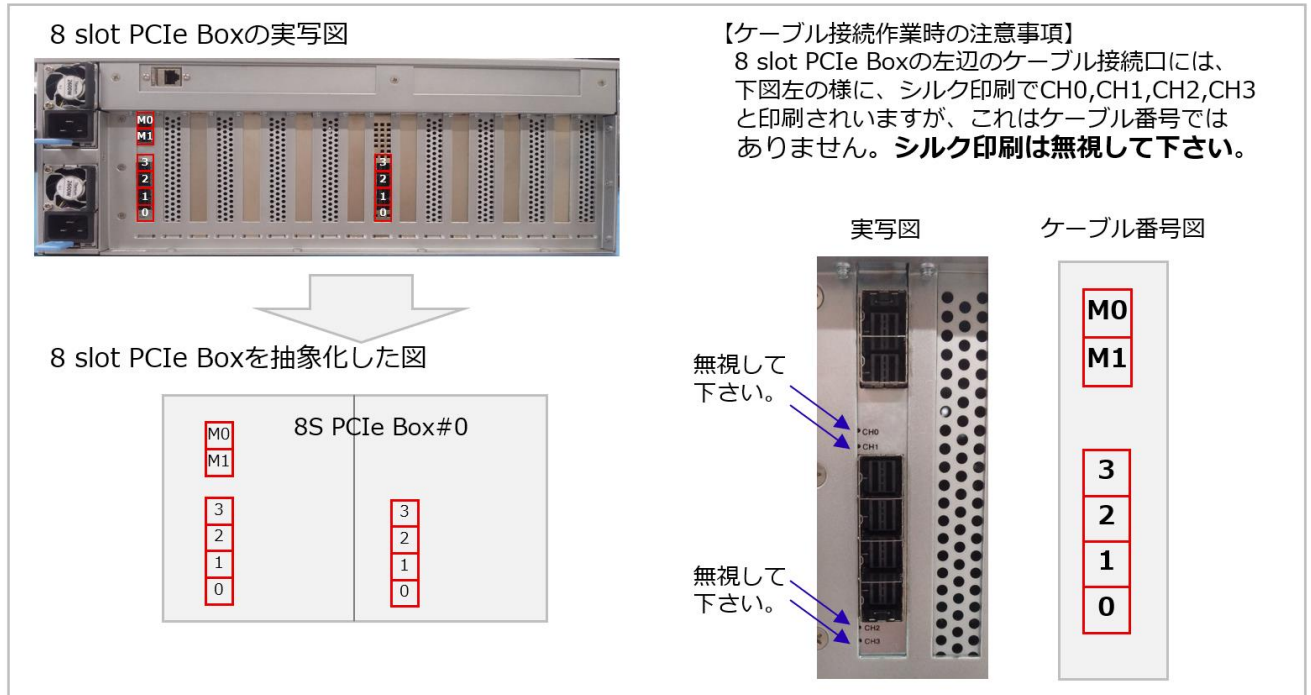 8 slot PCIe Boxの実写図
M0
M1
3
2
1
0
3
2
1
0
8 slot PCIe Boxを抽象化した図
8S PCIe Box#0
M0
M1
3
2
1
0
3
2
1
0
【ケーブル接続作業時の注意事項】
8 slot PCIe Boxの左辺のケーブル接続口には、
下図左の様に、シルク印刷でCH0,CH1,CH2,CH3
と印刷されいますが、これはケーブル番号では
ありません。シルク印刷は無視して下さい。
実写図
ケーブル番号図
無視して
下さい。
CH0
CH1
無視して
下さい。
CH2
CH3
M0
M1
3
2
1
0